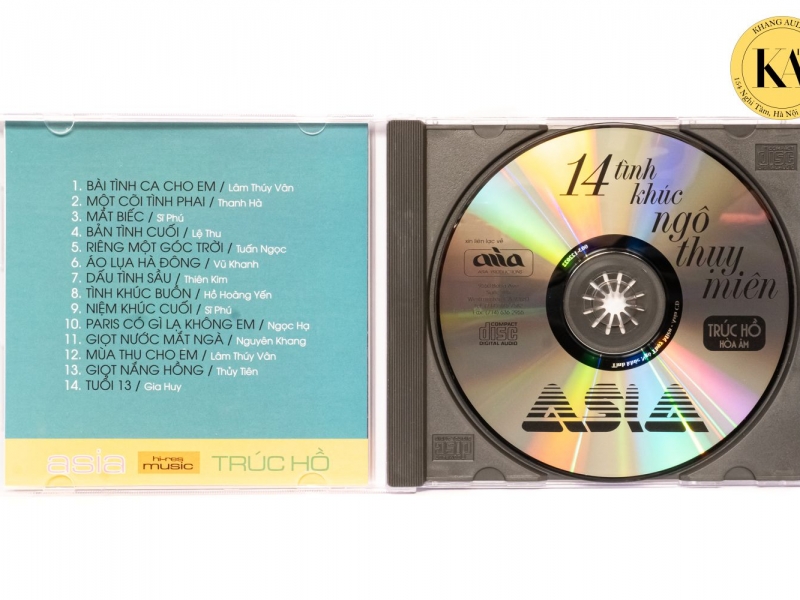 KHANG AUD
KA
154 Nghi Tàm, Hà Nội
1. BÀI TÌNH CA CHO EM / Lâm Thúy Vân
2. MỘT CÕI TÌNH PHAI / Thanh Hà
3. MẮT BIẾC / Sĩ Phú
4. BẢN TÌNH CUỐI / Lệ Thu
5. RIÊNG MỘT GÓC TRỜI / Tuấn Ngọc
6. ÁO LỤA HÀ ĐÔNG / Vũ Khanh
7. DẤU TÌNH SẦU / Thiên Kim
8. TÌNH KHÚC BUỒN / Hồ Hoàng Yến
9. NIỆM KHÚC CUỐI / Sĩ Phú
10. PARIS CÓ GÌ LẠ KHÔNG EM / Ngọc Hạ
11. GIỌT NƯỚC MẮT NGÀ / Nguyên Khang
12. MÙA THU CHO EM / Lâm Thúy Vân
13. GIỌT NẮNG HỒNG / Thủy Tiên
14. TUỔI 13 / Gia Huy
asia
hi-res
music
TRÚC HỒ
14 tình
khúc
ngô
thụy
miên
xin liên lạc về
asia
COMPACT
disc
DIGITAL AUDIO
TRÚC HỒ
HÒA ÂM
ASIA